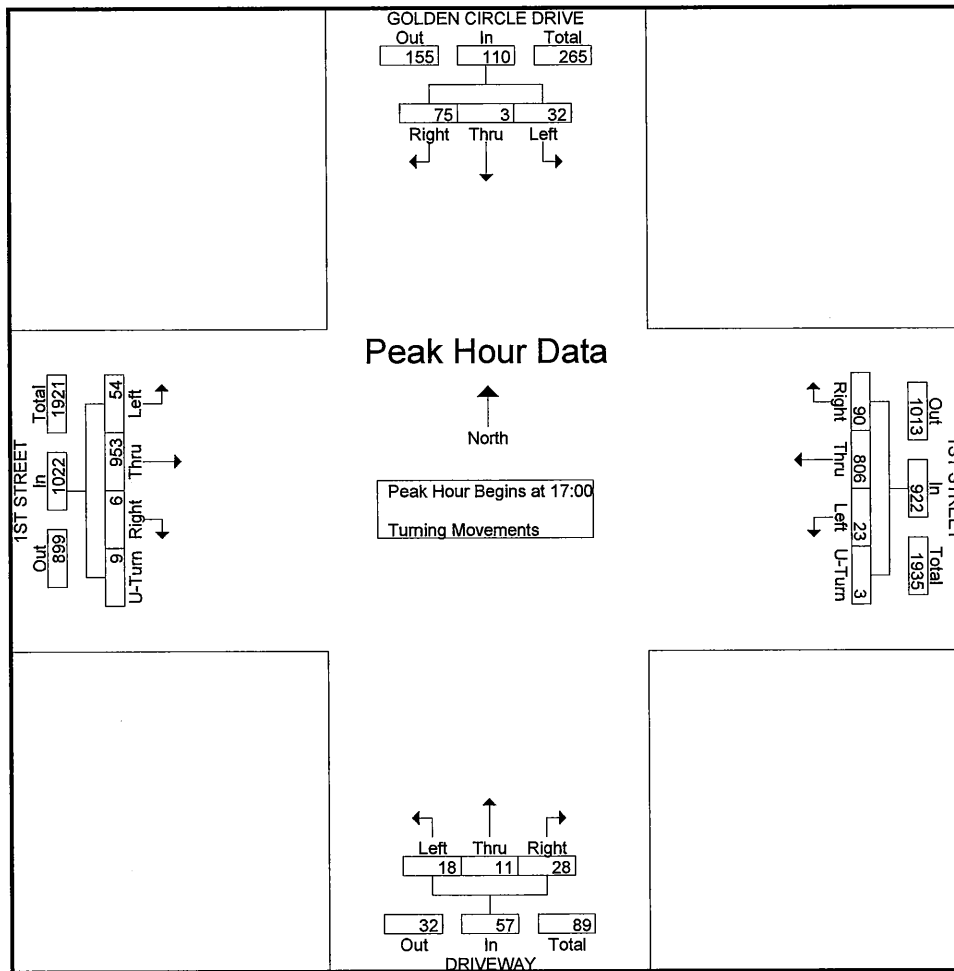 GOLDEN CIRCLE DRIVE
Out In Total
155 110 265
75 3 32
Right Thru Left
Peak Hour Data
North
Peak Hour Begins at 17:00
Turning Movements
1ST STREET
Total In Out
1921 1022 899
54 953 6 9
Left Thru Right U-Turn
Right Thru Left U-Turn
90 806 23 3
Out In Total
1013 922 1935
1ST STREET
Left Thru Right
18 11 28
32 57 89
Out In Total
DRIVEWAY